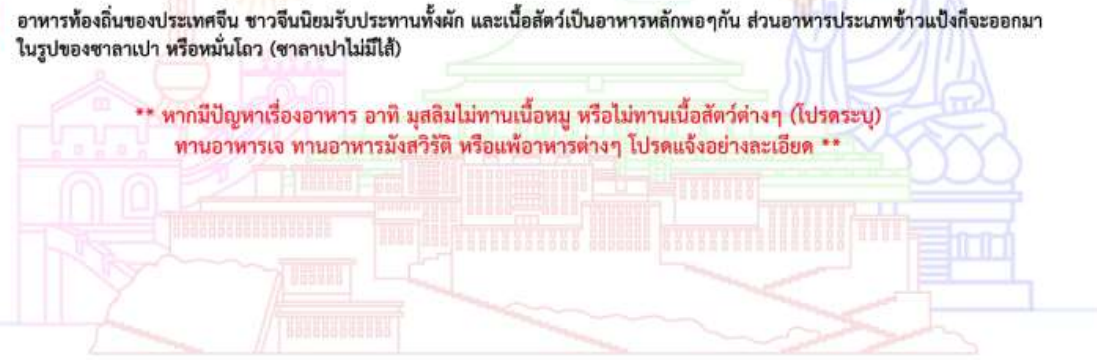 อาหารท้องถิ่นของประเทศจีน ชาวจีนนิยมรับประทานทั้งผัก และเนื้อสัตว์เป็นอาหารหลักพอๆกัน ส่วนอาหารประเภทข้าวแป้งก็จะออกมา
ในรูปของซาลาเปา หรือหมั่นโถว (ซาลาเปาไม่มีไส้)
** หากมีปัญหาเรื่องอาหาร อาทิ มุสลิมไม่ทานเนื้อหมู หรือไม่ทานเนื้อสัตว์ต่างๆ (โปรดระบุ)
ทานอาหารเจ ทานอาหารมังสวิรัติ หรือแพ้อาหารต่างๆ โปรดแจ้งอย่างละเอียด **